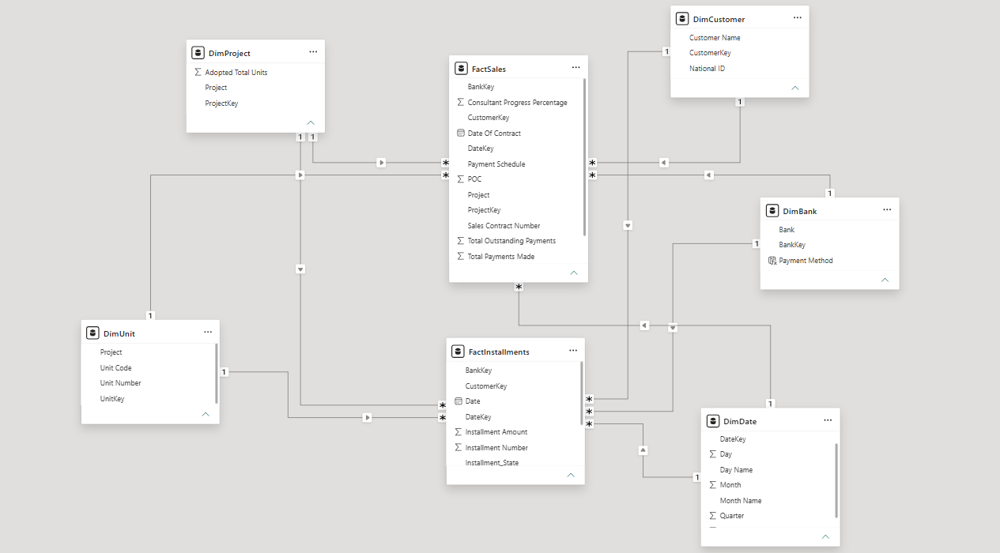 DimProject
Adopted Total Units
Project
ProjectKey
1
1
FactSales
BankKey
Consultant Progress Percentage
CustomerKey
Date Of Contract
DateKey
Payment Schedule
POC
Project
ProjectKey
Sales Contract Number
Total Outstanding Payments
Total Payments Made
*
*
*
*
*
DimCustomer
Customer Name
CustomerKey
National ID
1
1
DimBank
Bank
BankKey
Payment Method
1
1
DimUnit
Project
Unit Code
Unit Number
UnitKey
1
1
FactInstallments
BankKey
CustomerKey
Date
DateKey
Installment Amount
Installment Number
Installment_State
*
*
*
*
*
DimDate
DateKey
Day
Day Name
Month
Month Name
Quarter
1
1